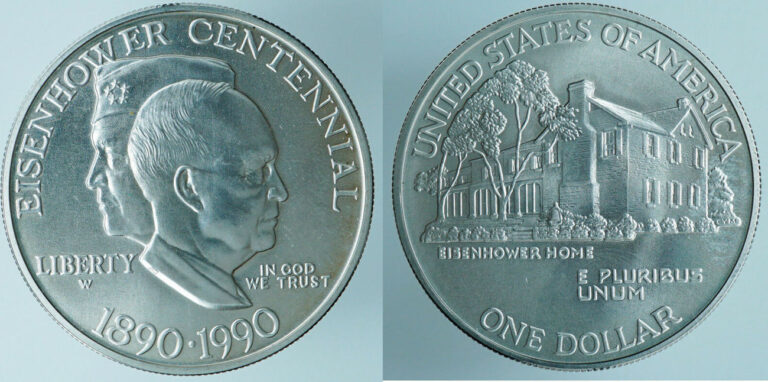 EISENHOWER CENTENNIAL
LIBERTY
W
IN GOD
WE TRUST
1890·1990
UNITED STATES OF AMERICA
EISENHOWER HOME
E PLURIBUS
UNUM
ONE DOLLAR